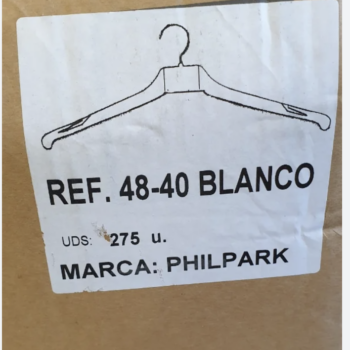 REF. 48-40 BLANCO
UDS: 275 u.
MARCA: PHILPARK